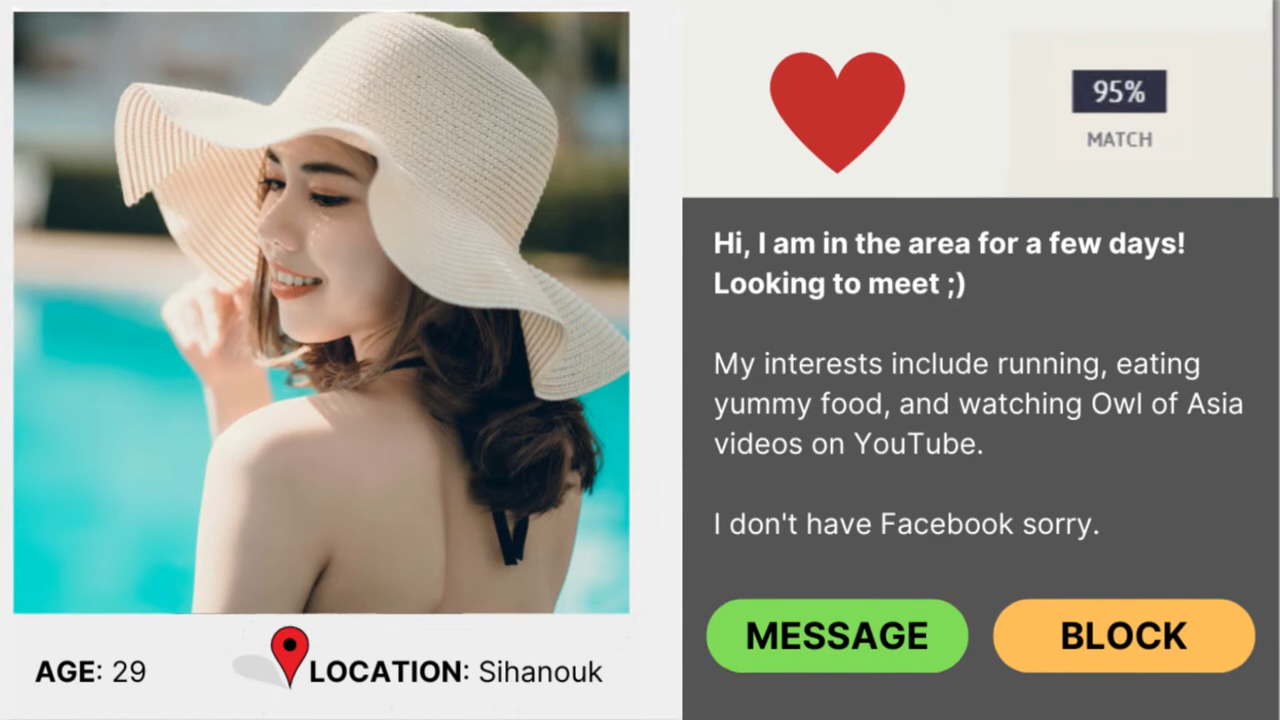 95%
MATCH
Hi, I am in the area for a few days!
Looking to meet ;)
My interests include running, eating
yummy food, and watching Owl of Asia
videos on YouTube.
I don't have Facebook sorry.
MESSAGE
BLOCK
AGE: 29
LOCATION: Sihanouk